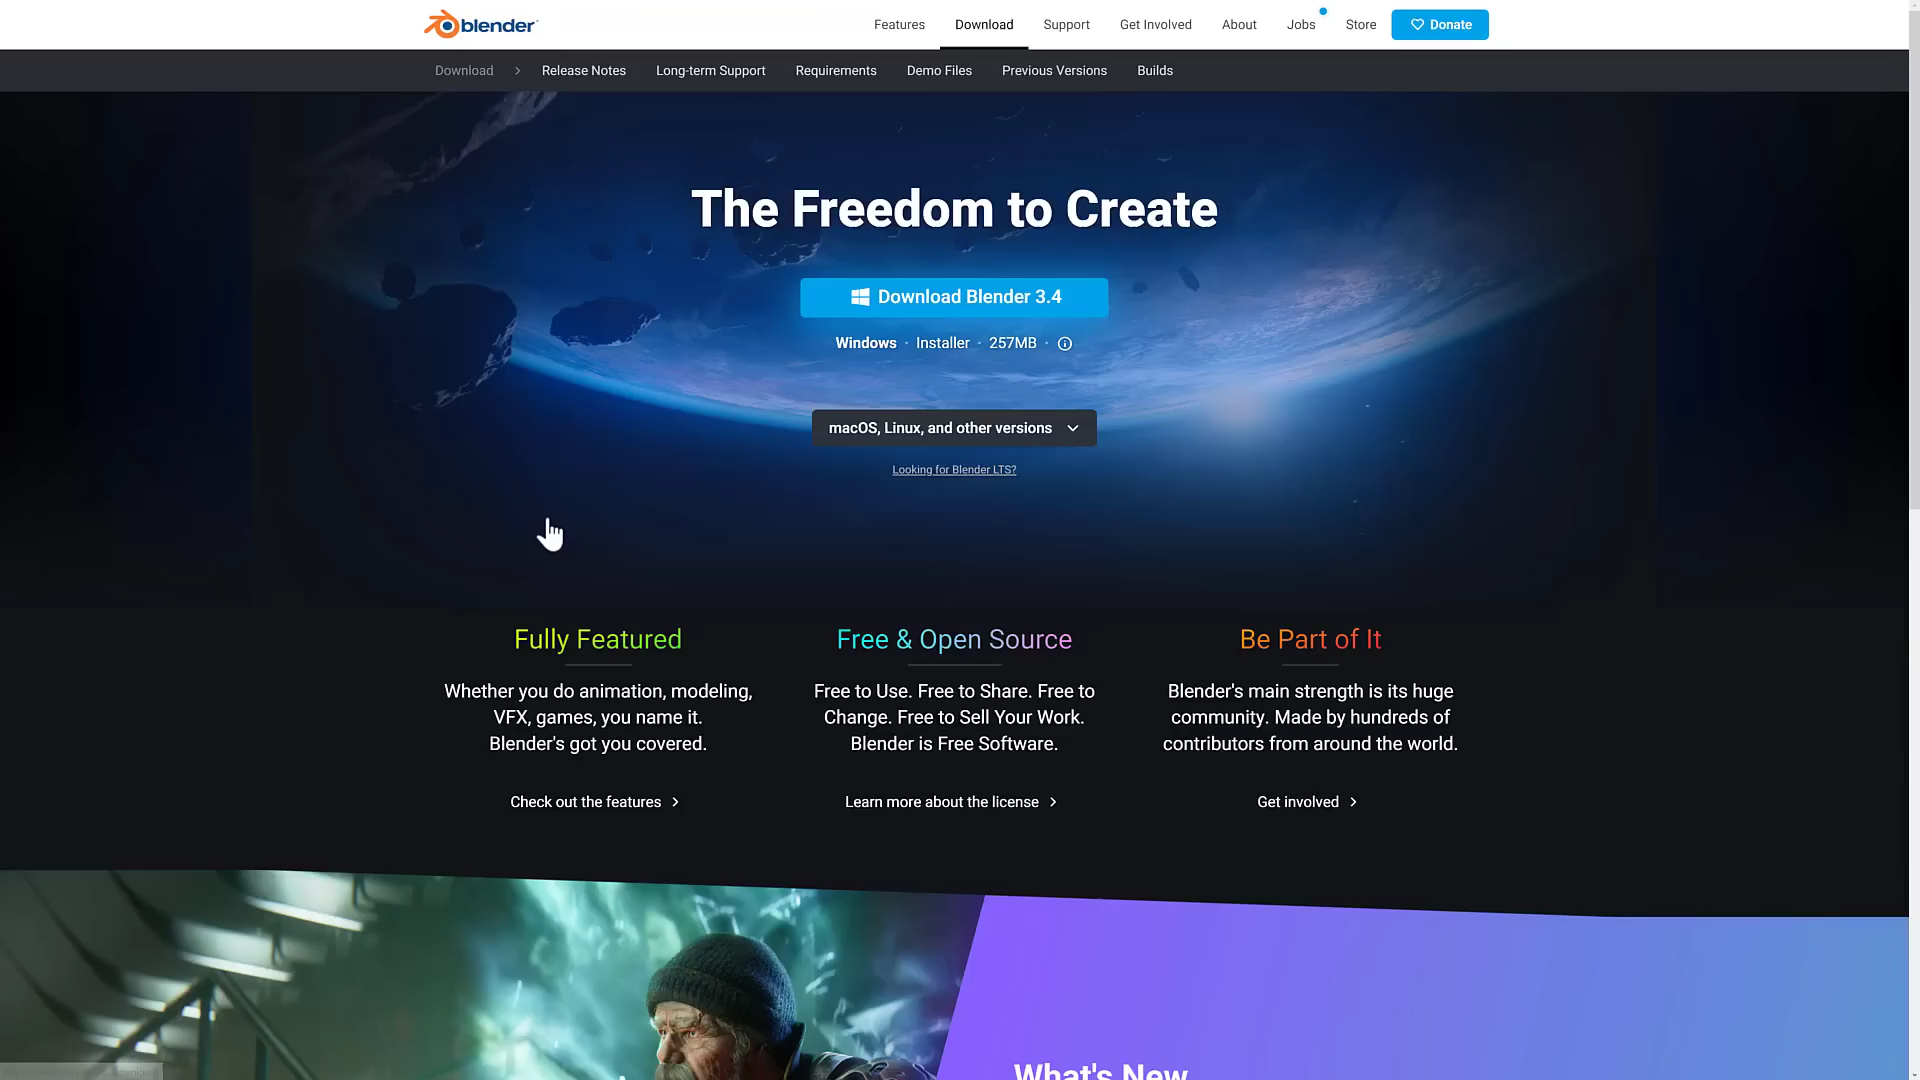 blender
Features Download Support Get Involved About Jobs Store Donate
Download Release Notes Long-term Support Requirements Demo Files Previous Versions Builds
The Freedom to Create
Download Blender 3.4
Windows · Installer · 257MB ·
macOS, Linux, and other versions
Looking for Blender LTS?
Fully Featured
Whether you do animation, modeling,
VFX, games, you name it.
Blender's got you covered.
Check out the features
Free & Open Source
Free to Use. Free to Share. Free to
Change. Free to Sell Your Work.
Blender is Free Software.
Learn more about the license
Be Part of It
Blender's main strength is its huge
community. Made by hundreds of
contributors from around the world.
Get involved
What's New